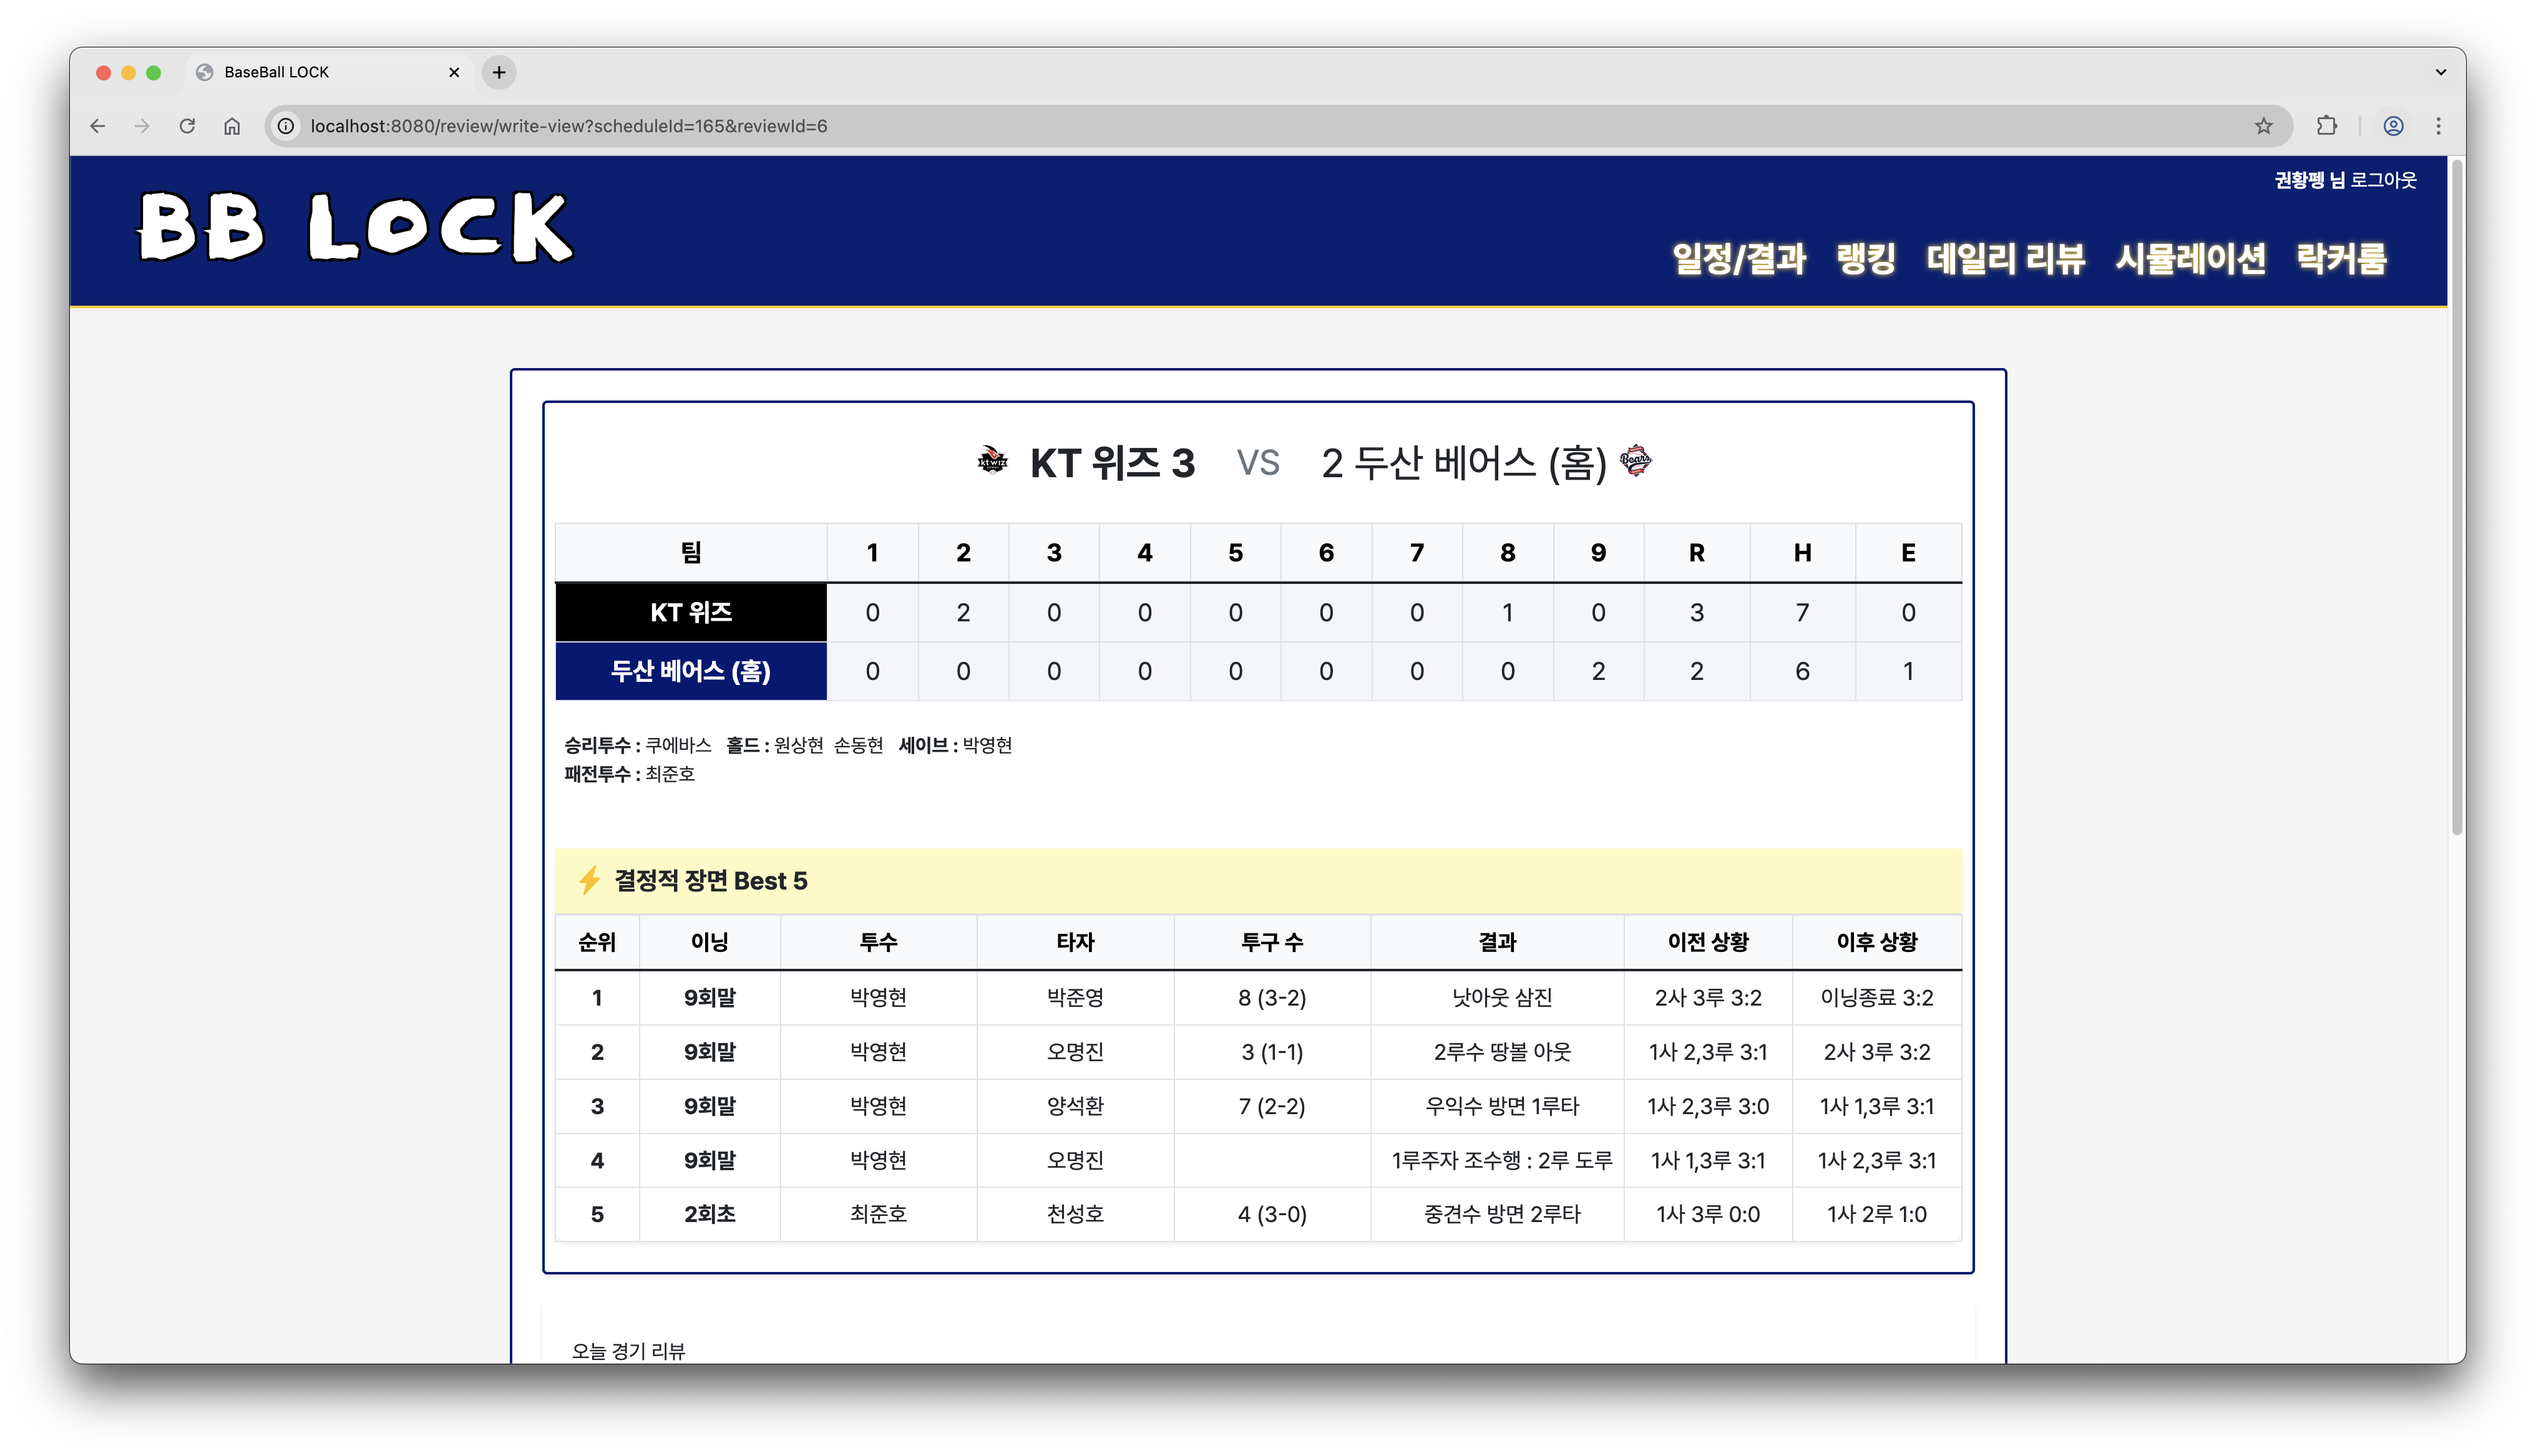 BaseBall LOCK
localhost:8080/review/write-view?scheduleId=165&reviewId=6
권황펭 님 로그아웃
BB LOCK
일정/결과 랭킹 데일리 리뷰 시뮬레이션 락커룸
kt wiz KT 위즈 3 VS 2 두산 베어스 (홈) Bears
팀 1 2 3 4 5 6 7 8 9 R H E
KT 위즈 0 2 0 0 0 0 0 1 0 3 7 0
두산 베어스 (홈) 0 0 0 0 0 0 0 0 2 2 6 1
승리투수 : 쿠에바스 홀드 : 원상현 손동현 세이브 : 박영현
패전투수 : 최준호
결정적 장면 Best 5
순위 이닝 투수 타자 투구 수 결과 이전 상황 이후 상황
1 9회말 박영현 박준영 8 (3-2) 낫아웃 삼진 2사 3루 3:2 이닝종료 3:2
2 9회말 박영현 오명진 3 (1-1) 2루수 땅볼 아웃 1사 2,3루 3:1 2사 3루 3:2
3 9회말 박영현 양석환 7 (2-2) 우익수 방면 1루타 1사 2,3루 3:0 1사 1,3루 3:1
4 9회말 박영현 오명진 1루주자 조수행 : 2루 도루 1사 1,3루 3:1 1사 2,3루 3:1
5 2회초 최준호 천성호 4 (3-0) 중견수 방면 2루타 1사 3루 0:0 1사 2루 1:0
오늘 경기 리뷰